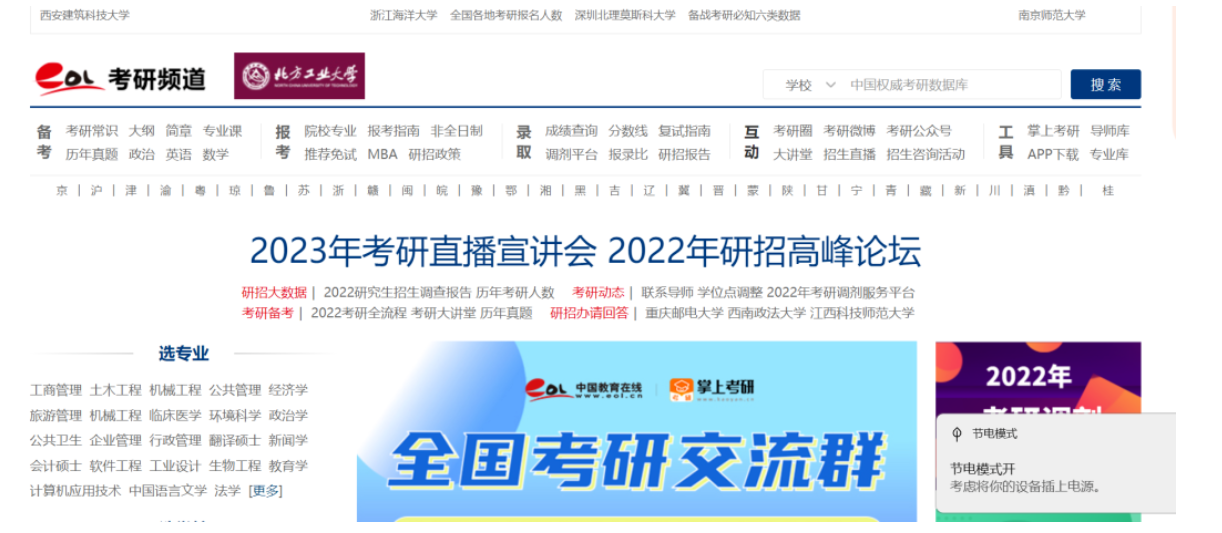 西安建筑科技大学 浙江海洋大学 全国各地考研报名人数 深圳北理莫斯科大学 备战考研必知六类数据 南京师范大学
eol 考研频道 北方工业大学 学校 中国权威考研数据库 搜索
NORTH CHINA UNIVERSITY OF TECHNOLOGY
备考 考研常识 大纲 简章 专业课 报考 院校专业 报考指南 非全日制 录取 成绩查询 分数线 复试指南 互动 考研圈 考研微博 考研公众号 工具 掌上考研 导师库
历年真题 政治 英语 数学 推荐免试 MBA 研招政策 调剂平台 报录比 研招报告 大讲堂 招生直播 招生咨询活动 APP下载 专业库
京 | 沪 | 津 | 渝 | 粤 | 琼 | 鲁 | 苏 | 浙 | 赣 | 闽 | 皖 | 豫 | 鄂 | 湘 | 黑 | 吉 | 辽 | 冀 | 晋 | 蒙 | 陕 | 甘 | 宁 | 青 | 藏 | 新 | 川 | 滇 | 黔 | 桂
2023年考研直播宣讲会 2022年研招高峰论坛
研招大数据 | 2022研究生招生调查报告 历年考研人数 考研动态 | 联系导师 学位点调整 2022年考研调剂服务平台
考研备考 | 2022考研全流程 考研大讲堂 历年真题 研招办请回答 | 重庆邮电大学 西南政法大学 江西科技师范大学
选专业
工商管理 土木工程 机械工程 公共管理 经济学
旅游管理 机械工程 临床医学 环境科学 政治学
公共卫生 企业管理 行政管理 翻译硕士 新闻学
会计硕士 软件工程 工业设计 生物工程 教育学
计算机应用技术 中国语言文学 法学 [更多]
eol 中国教育在线 www.eol.cn 考研 掌上考研
全国考研交流群
2022年
考研调剂
节电模式
节电模式开
考虑将你的设备插上电源。